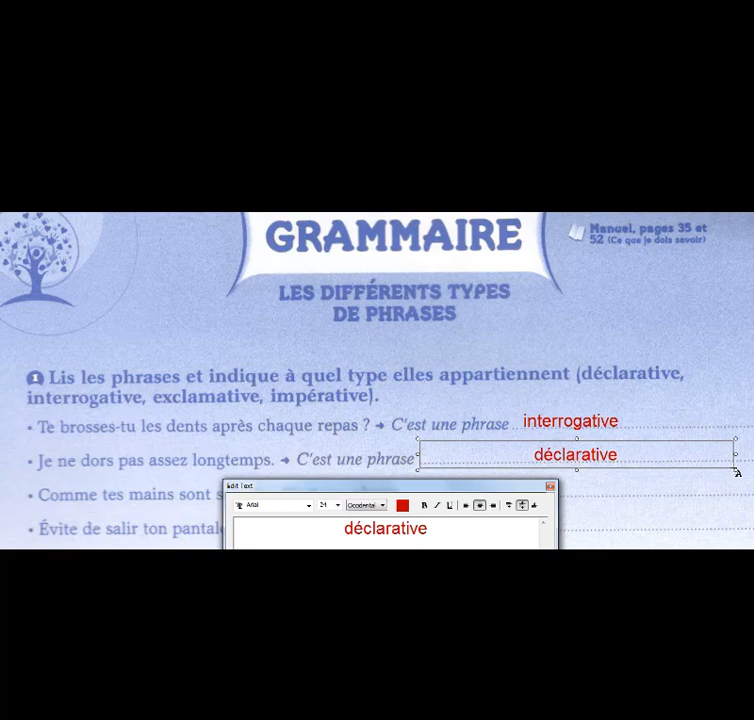 GRAMMAIRE
Manuel, pages 35 et
52 (Ce que je dois savoir)
LES DIFFÉRENTS TYPES
DE PHRASES
1 Lis les phrases et indique à quel type elles appartiennent (déclarative,
interrogative, exclamative, impérative).
• Te brosses-tu les dents après chaque repas ? → C'est une phrase interrogative
• Je ne dors pas assez longtemps. → C'est une phrase déclarative
• Comme tes mains sont s
• Évite de salir ton pantal
Edit Text
Arial 24 Occidental B I U
déclarative